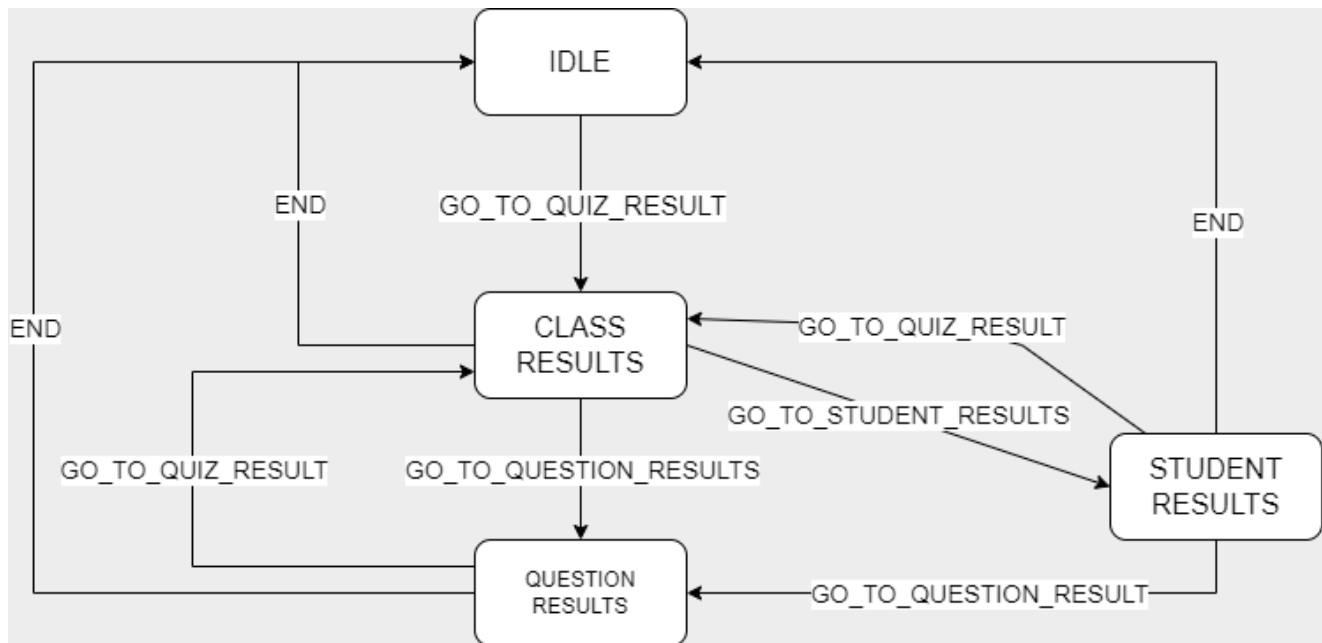 IDLE
END
GO_TO_QUIZ_RESULT
END
END
CLASS
RESULTS
GO_TO_QUIZ_RESULT
GO_TO_STUDENT_RESULTS
GO_TO_QUIZ_RESULT
GO_TO_QUESTION_RESULTS
STUDENT
RESULTS
QUESTION
RESULTS
GO_TO_QUESTION_RESULT